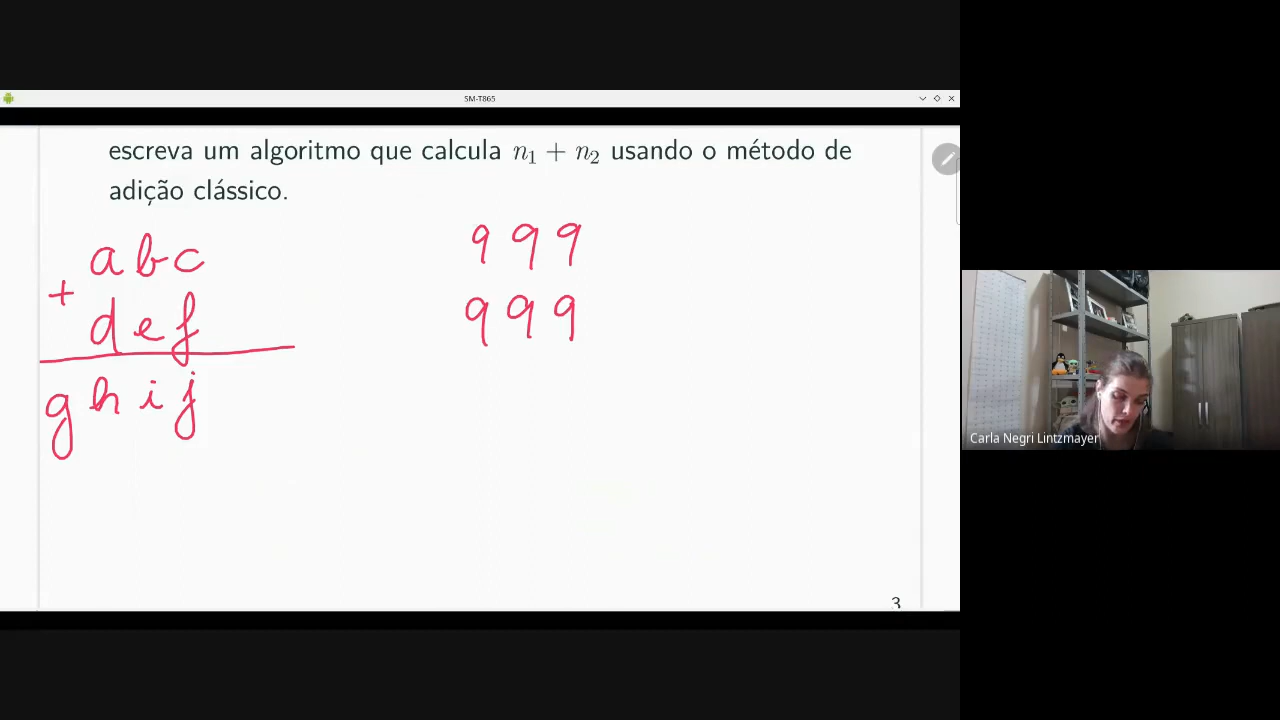 SM-T865
escreva um algoritmo que calcula n₁ + n₂ usando o método de
adição clássico.
a b c
+
d e f
g h i j
9 9 9
9 9 9
3
Carla Negri Lintzmayer